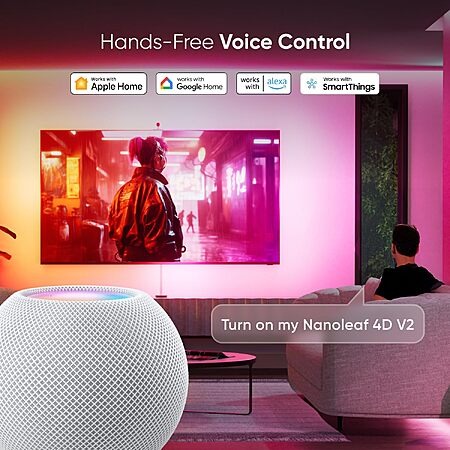 Hands-Free Voice Control
Works with
Apple Home
works with
Google Home
works with
alexa
Works with
SmartThings
Turn on my Nanoleaf 4D V2